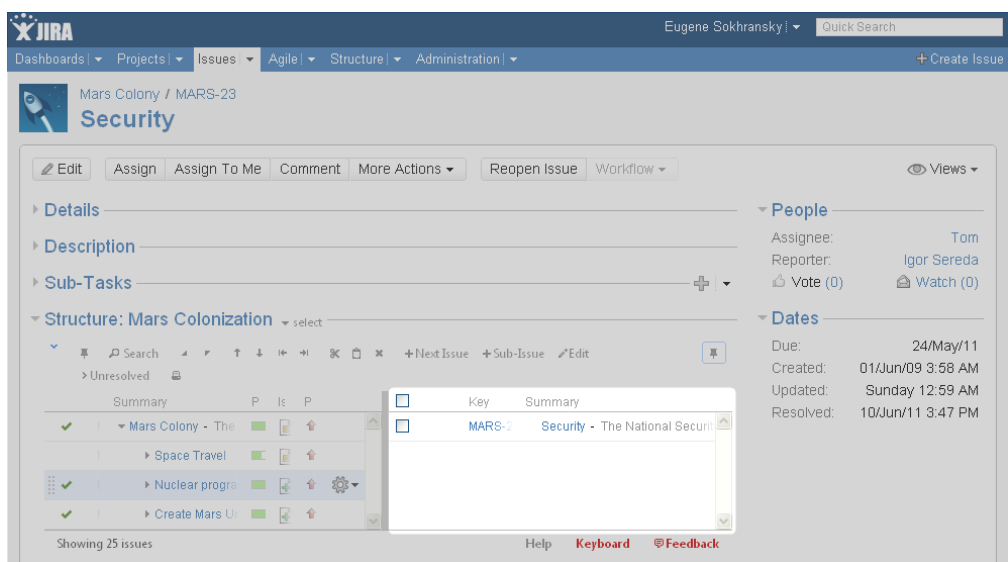 JIRA
Eugene Sokhransky Quick Search
Dashboards Projects Issues Agile Structure Administration + Create Issue
Mars Colony / MARS-23
Security
Edit Assign Assign To Me Comment More Actions Reopen Issue Workflow Views
Details
Description
Sub-Tasks
Structure: Mars Colonization select
Search + Next Issue + Sub-Issue Edit
Unresolved
Summary P Is P
Mars Colony - The
Space Travel
Nuclear progra
Create Mars U
Showing 25 issues
Key Summary
MARS-2 Security - The National Securit
Help Keyboard Feedback
People
Assignee: Tom
Reporter: Igor Sereda
Vote (0) Watch (0)
Dates
Due: 24/May/11
Created: 01/Jun/09 3:58 AM
Updated: Sunday 12:59 AM
Resolved: 10/Jun/11 3:47 PM